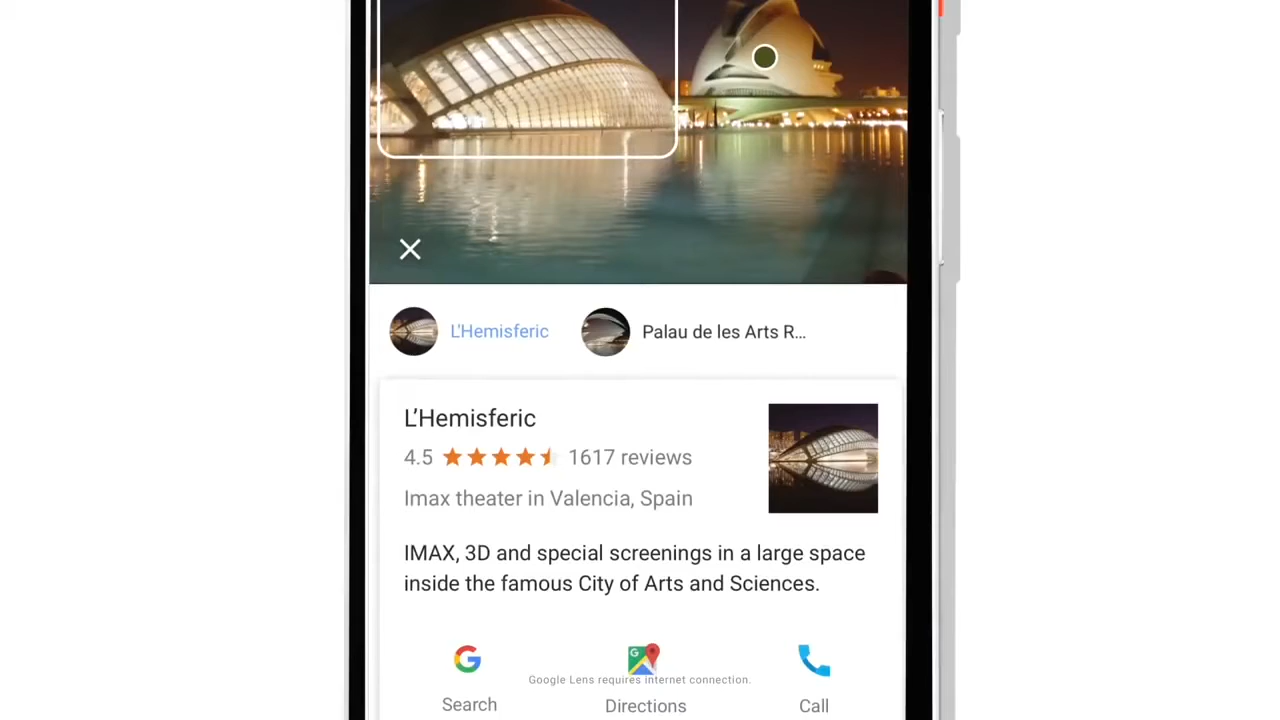 L'Hemisferic
Palau de les Arts R...
L'Hemisferic
4.5 1617 reviews
Imax theater in Valencia, Spain
IMAX, 3D and special screenings in a large space
inside the famous City of Arts and Sciences.
Google Lens requires internet connection.
Search Directions Call